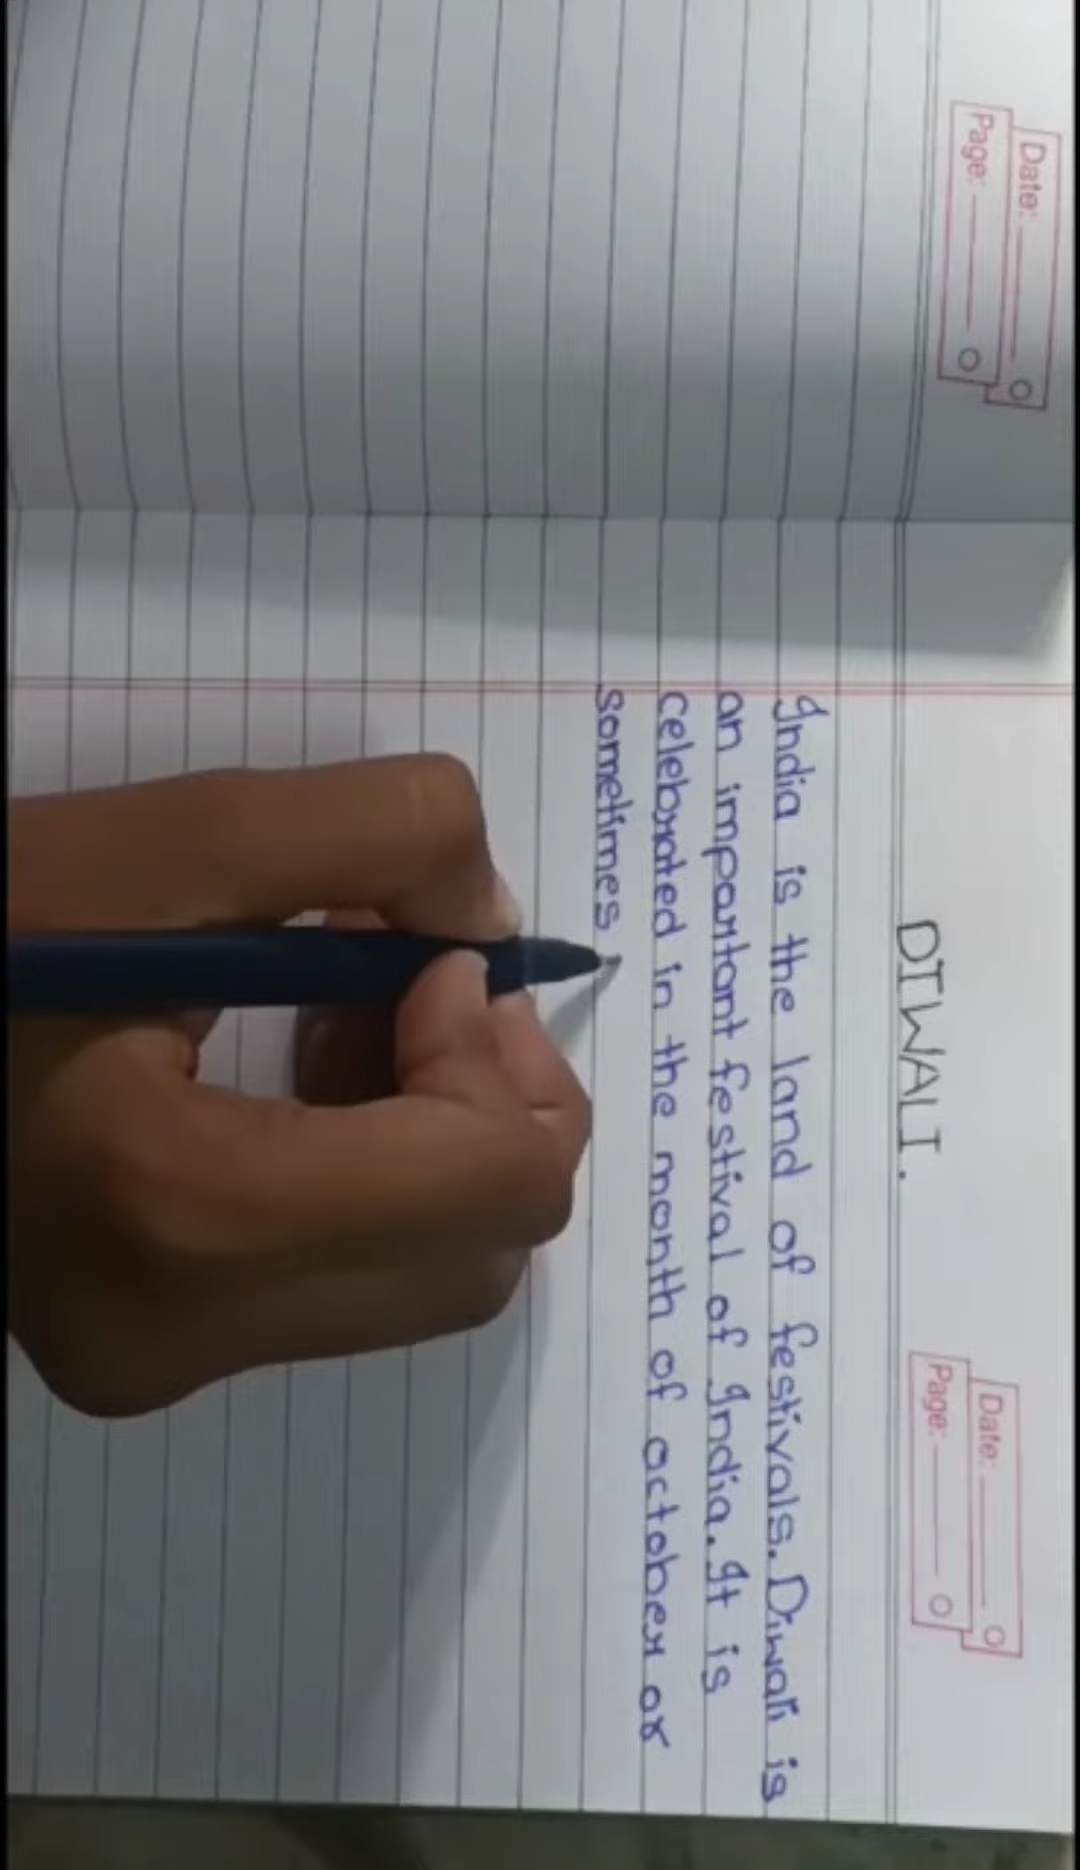 Date:
Page:
Date:
Page:
DIWALI.
India is the land of festivals. Diwali is
an important festival of India. It is
celebrated in the month of october or
sometimes